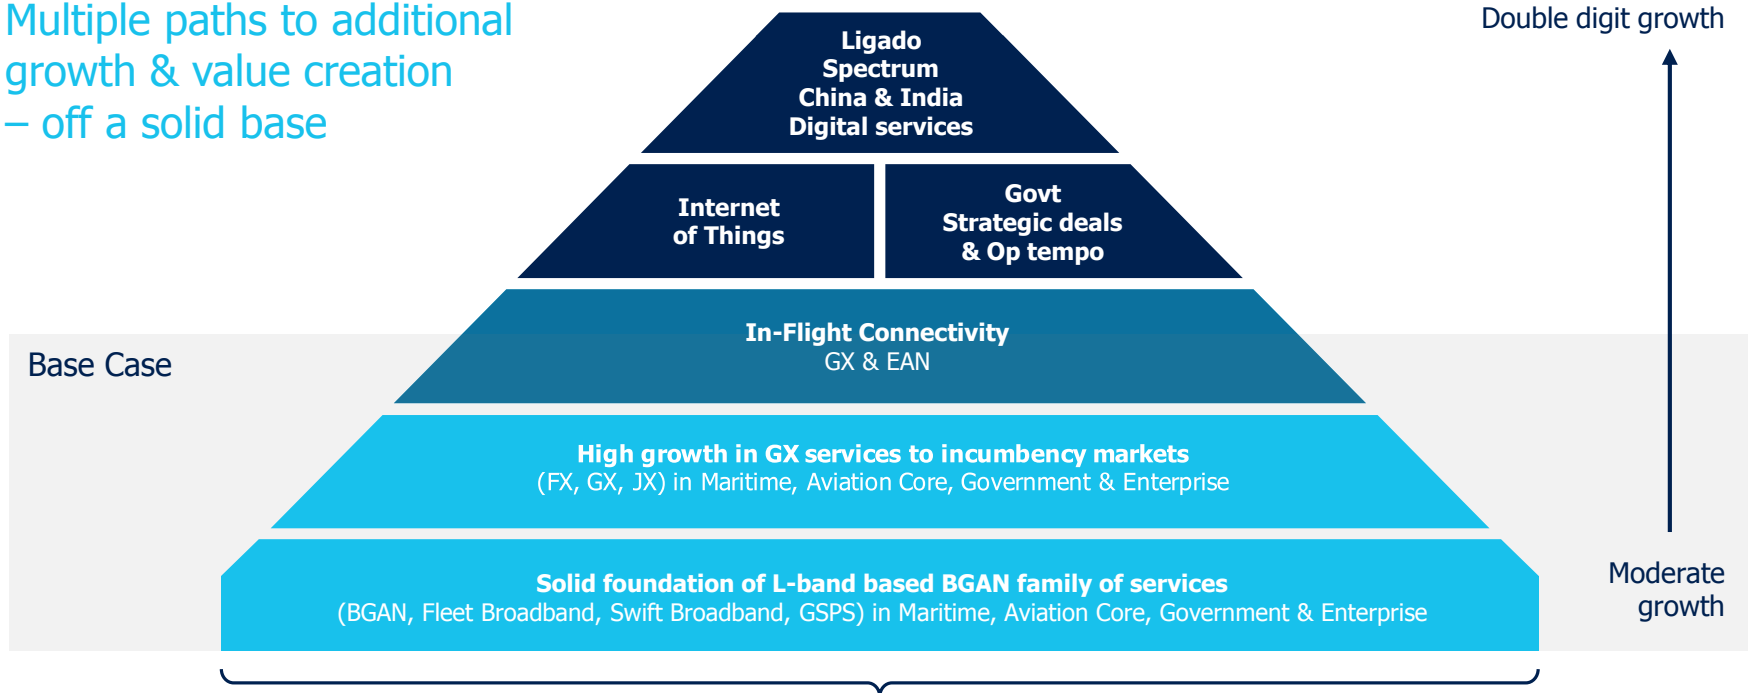 Multiple paths to additional
growth & value creation
– off a solid base
Double digit growth
Ligado
Spectrum
China & India
Digital services
Internet
of Things
Govt
Strategic deals
& Op tempo
In-Flight Connectivity
GX & EAN
Base Case
High growth in GX services to incumbency markets
(FX, GX, JX) in Maritime, Aviation Core, Government & Enterprise
Solid foundation of L-band based BGAN family of services
(BGAN, Fleet Broadband, Swift Broadband, GSPS) in Maritime, Aviation Core, Government & Enterprise
Moderate
growth